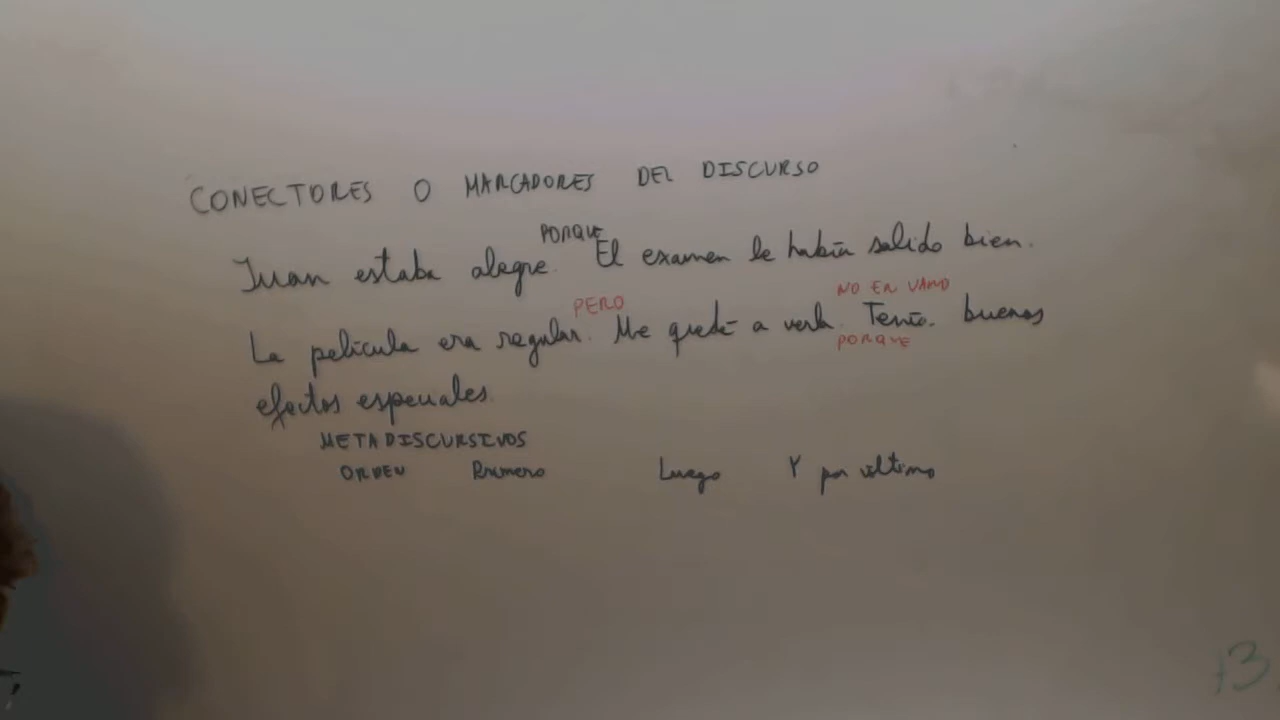 CONECTORES O MARCADORES DEL DISCURSO
PORQUE
Juan estaba alegre. El examen le había salido bien.
PERO NO EN VANO
La película era regular. Me quedé a verla. Tenía buenos
PORQUE
efectos especiales.
METADISCURSIVOS
ORDEN Primero Luego Y por último
+3